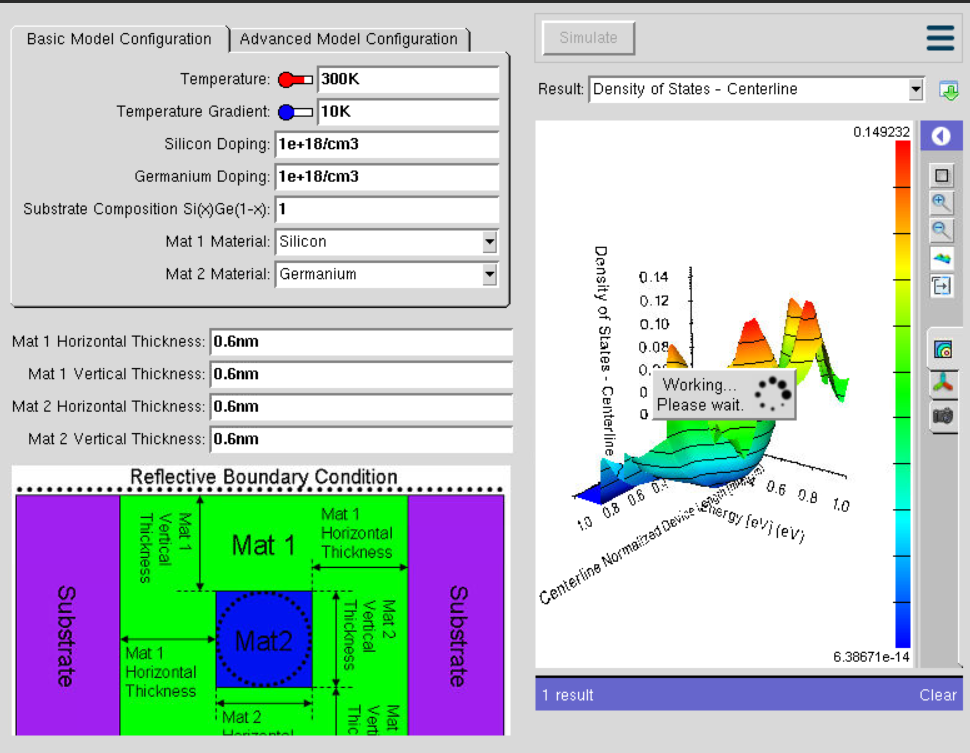 Basic Model Configuration
Advanced Model Configuration
Temperature: 300K
Temperature Gradient: 10K
Silicon Doping: 1e+18/cm3
Germanium Doping: 1e+18/cm3
Substrate Composition Si(x)Ge(1-x): 1
Mat 1 Material: Silicon
Mat 2 Material: Germanium
Mat 1 Horizontal Thickness: 0.6nm
Mat 1 Vertical Thickness: 0.6nm
Mat 2 Horizontal Thickness: 0.6nm
Mat 2 Vertical Thickness: 0.6nm
Reflective Boundary Condition
Substrate
Mat 1
Vertical
Thickness
Mat 1
Mat 1
Horizontal
Thickness
Mat2
Mat 1
Horizontal
Thickness
Mat 2
Vertical
Thickness
Substrate
Mat 2
Mat
Simulate
Result: Density of States - Centerline
0.149232
Density of States - Centerline
0.14
0.12
0.10
0.08
Working...
Please wait.
1.0 0.8 0.6
Centerline Normalized Device Length
0.6 0.8 1.0
Energy [eV] (eV)
6.38671e-14
1 result
Clear